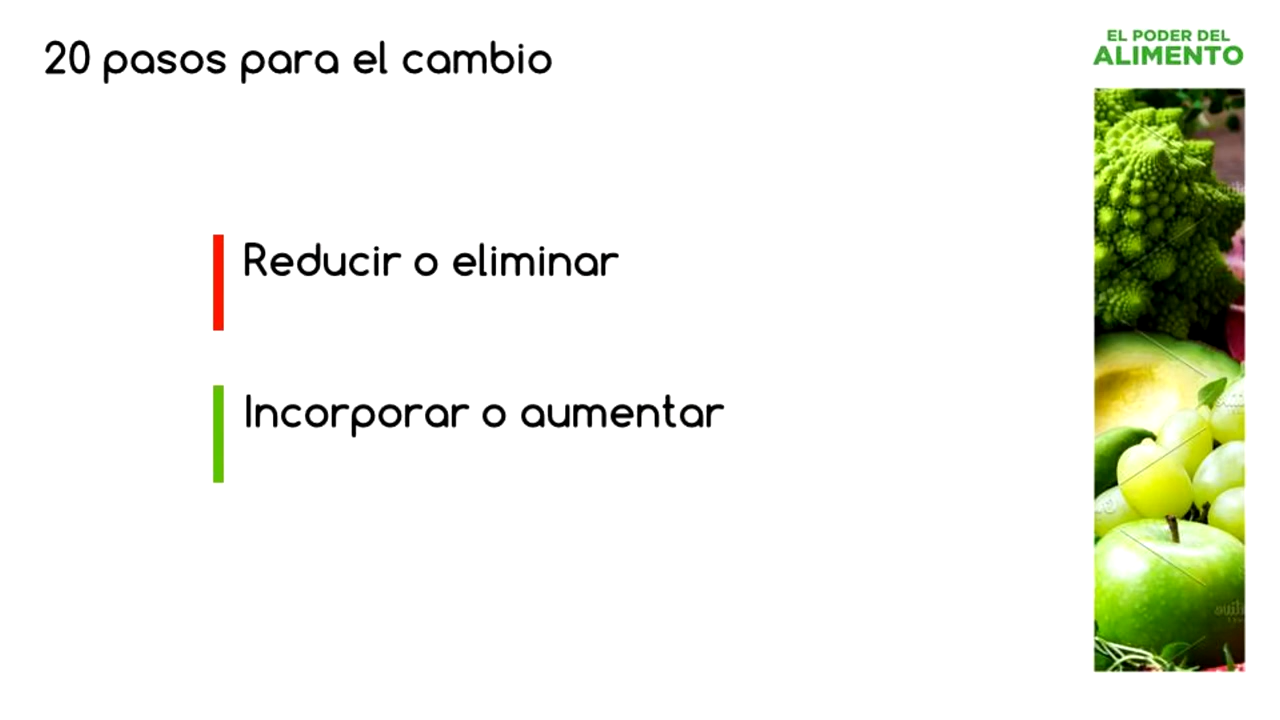 20 pasos para el cambio
EL PODER DEL
ALIMENTO
Reducir o eliminar
Incorporar o aumentar